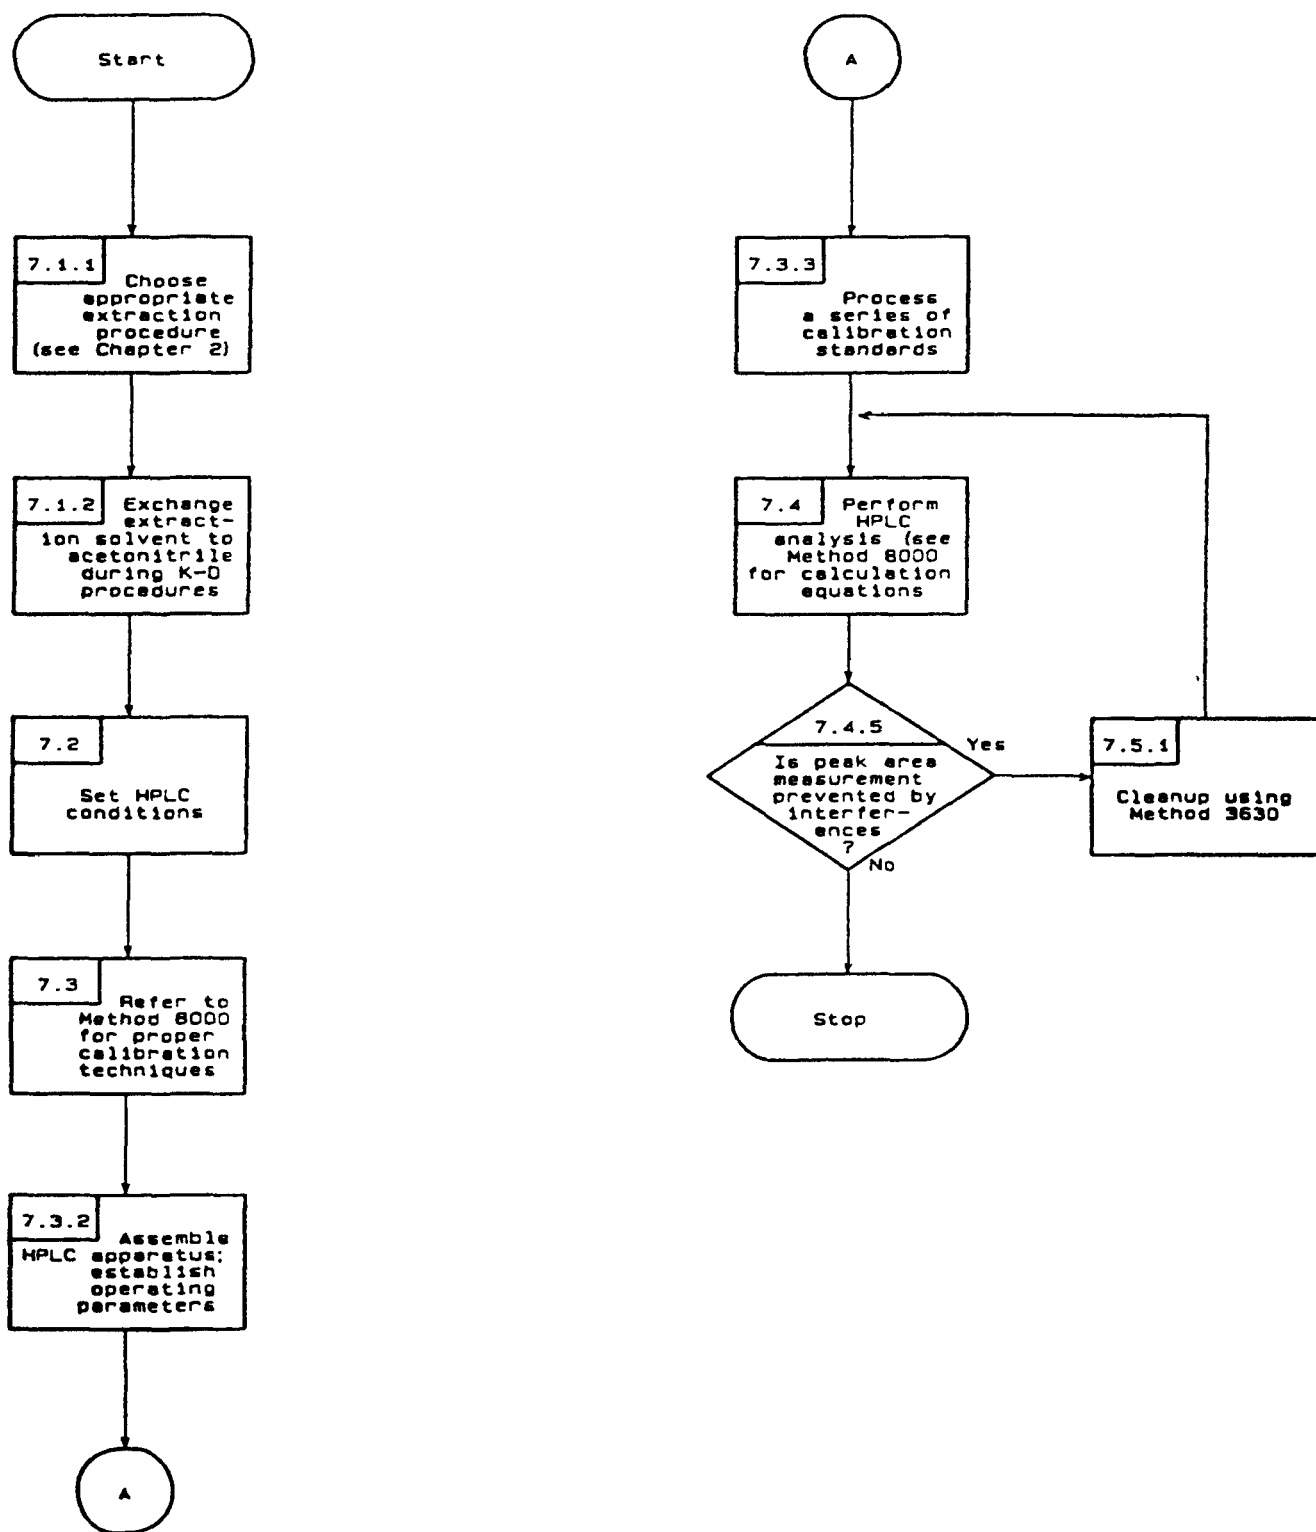 Start
7.1.1
Choose
appropriate
extraction
procedure
(see Chapter 2)
7.1.2 Exchange
extract-
ion solvent to
acetonitrile
during K-D
procedures
7.2
Set HPLC
conditions
7.3
Refer to
Method 8000
for proper
calibration
techniques
7.3.2
Assemble
HPLC apparatus;
establish
operating
parameters
A
A
7.3.3
Process
a series of
calibration
standards
7.4 Perform
HPLC
analysis (see
Method 8000
for calculation
equations
7.4.5
Is peak area
measurement
prevented by
interfer-
ences
?
Yes
No
7.5.1
Cleanup using
Method 3630
Stop